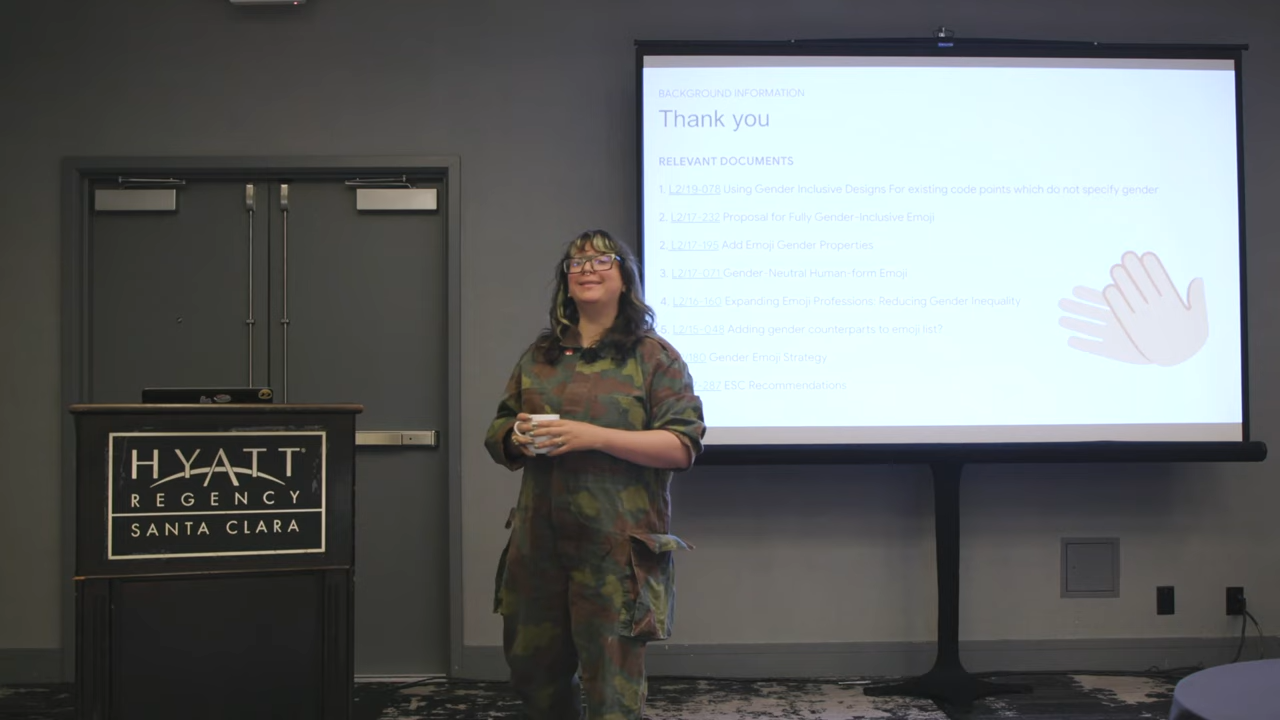 HYATT
REGENCY
SANTA CLARA
BACKGROUND INFORMATION
Thank you
RELEVANT DOCUMENTS
1. L2/19-078 Using Gender Inclusive Designs For existing code points which do not specify gender
2. L2/17-232 Proposal for Fully Gender-Inclusive Emoji
2. L2/17-195 Add Emoji Gender Properties
3. L2/17-071 Gender-Neutral Human-form Emoji
4. L2/16-160 Expanding Emoji Professions: Reducing Gender Inequality
5. L2/15-048 Adding gender counterparts to emoji list?
/180 Gender Emoji Strategy
-287 ESC Recommendations